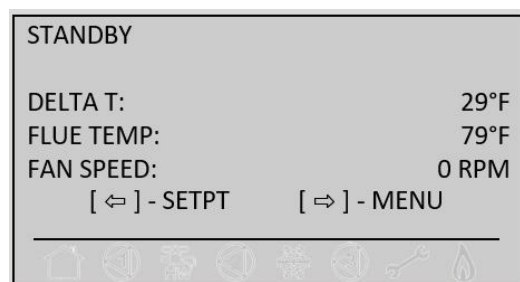 STANDBY
DELTA T: 29°F
FLUE TEMP: 79°F
FAN SPEED: 0 RPM
[ ⇦ ] - SETPT [ ⇨ ] - MENU